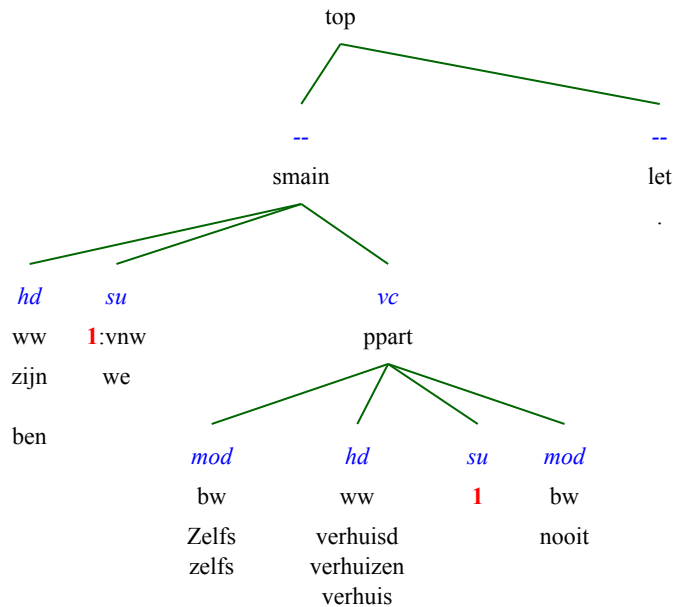 top
-- --
smain let
.
hd su vc
ww 1:vnw ppart
zijn we
ben
mod hd su mod
bw ww 1 bw
Zelfs verhuisd nooit
zelfs verhuizen
verhuis